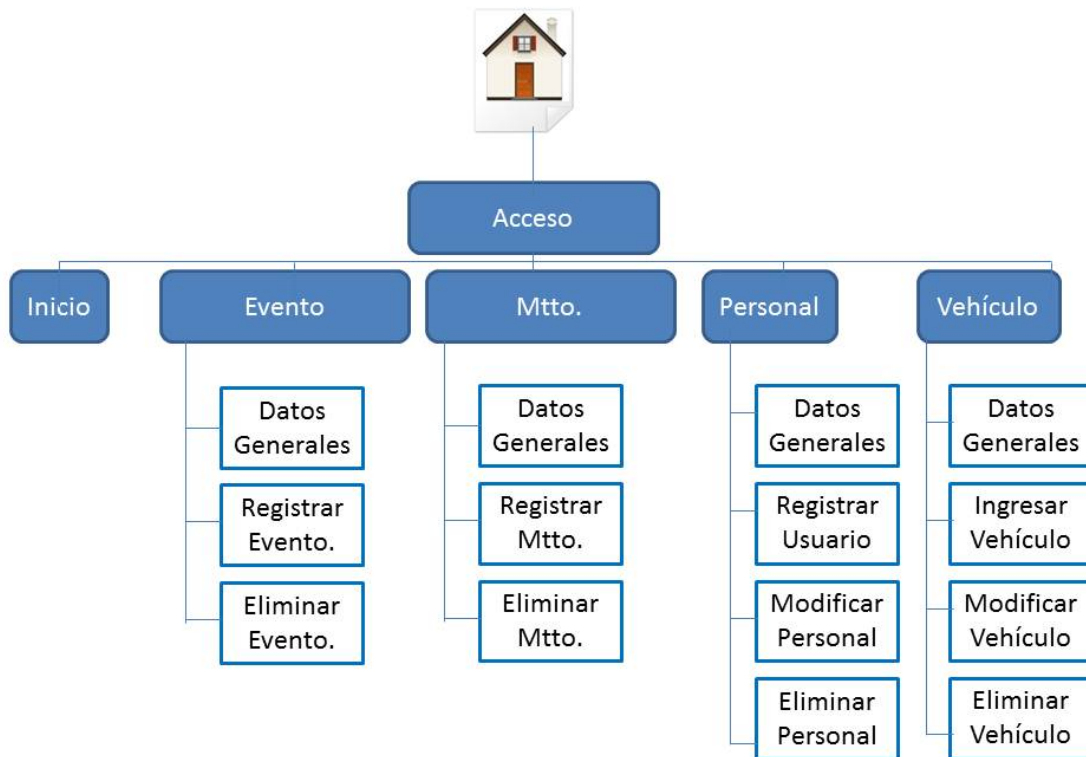 Acceso
Inicio
Evento
Mtto.
Personal
Vehículo
Datos
Generales
Registrar
Evento.
Eliminar
Evento.
Datos
Generales
Registrar
Mtto.
Eliminar
Mtto.
Datos
Generales
Registrar
Usuario
Modificar
Personal
Eliminar
Personal
Datos
Generales
Ingresar
Vehículo
Modificar
Vehículo
Eliminar
Vehículo